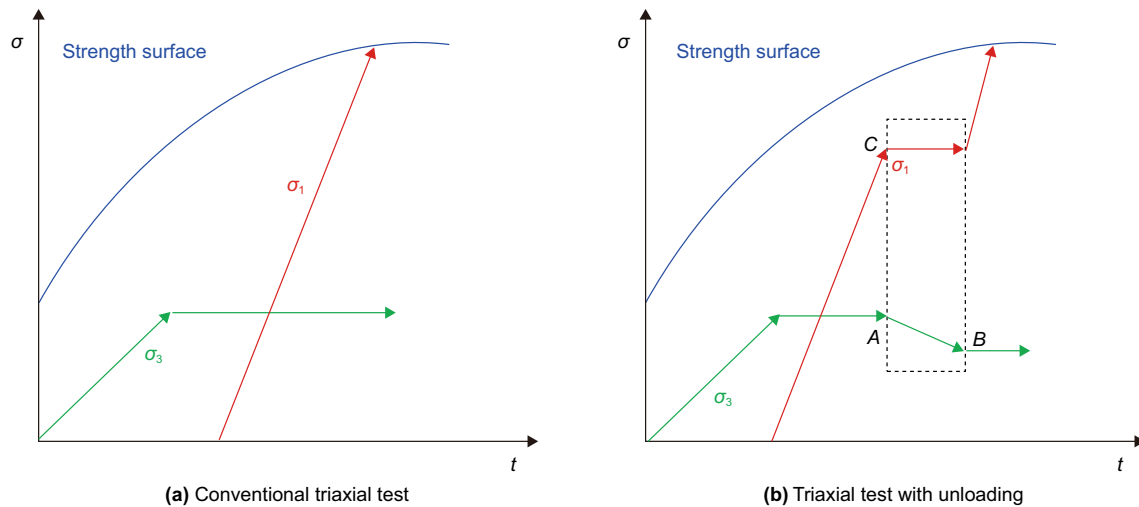 σ
Strength surface
σ₁
σ₃
t
(a) Conventional triaxial test
σ
Strength surface
C
σ₁
A
B
σ₃
t
(b) Triaxial test with unloading